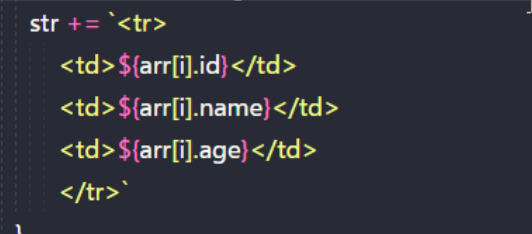 str += `<tr>
<td>${arr[i].id}</td>
<td>${arr[i].name}</td>
<td>${arr[i].age}</td>
</tr>`
}